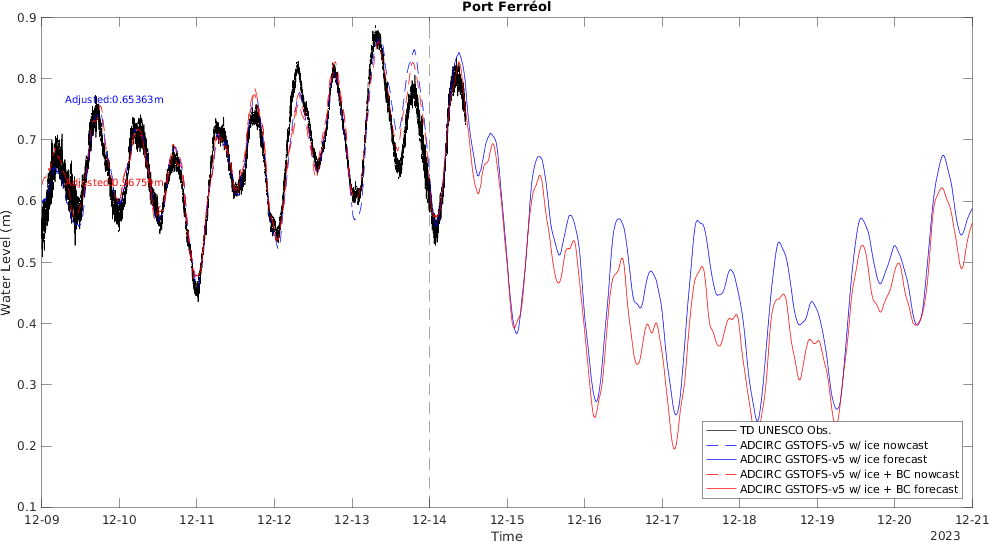 Port Ferréol
Water Level (m)
0.9
0.8
0.7
0.6
0.5
0.4
0.3
0.2
0.1
Adjusted:0.65363m
TD UNESCO Obs.
ADCIRC GSTOFS-v5 w/ ice nowcast
ADCIRC GSTOFS-v5 w/ ice forecast
ADCIRC GSTOFS-v5 w/ ice + BC nowcast
ADCIRC GSTOFS-v5 w/ ice + BC forecast
12-09 12-10 12-11 12-12 12-13 12-14 12-15 12-16 12-17 12-18 12-19 12-20 12-21
Time
2023